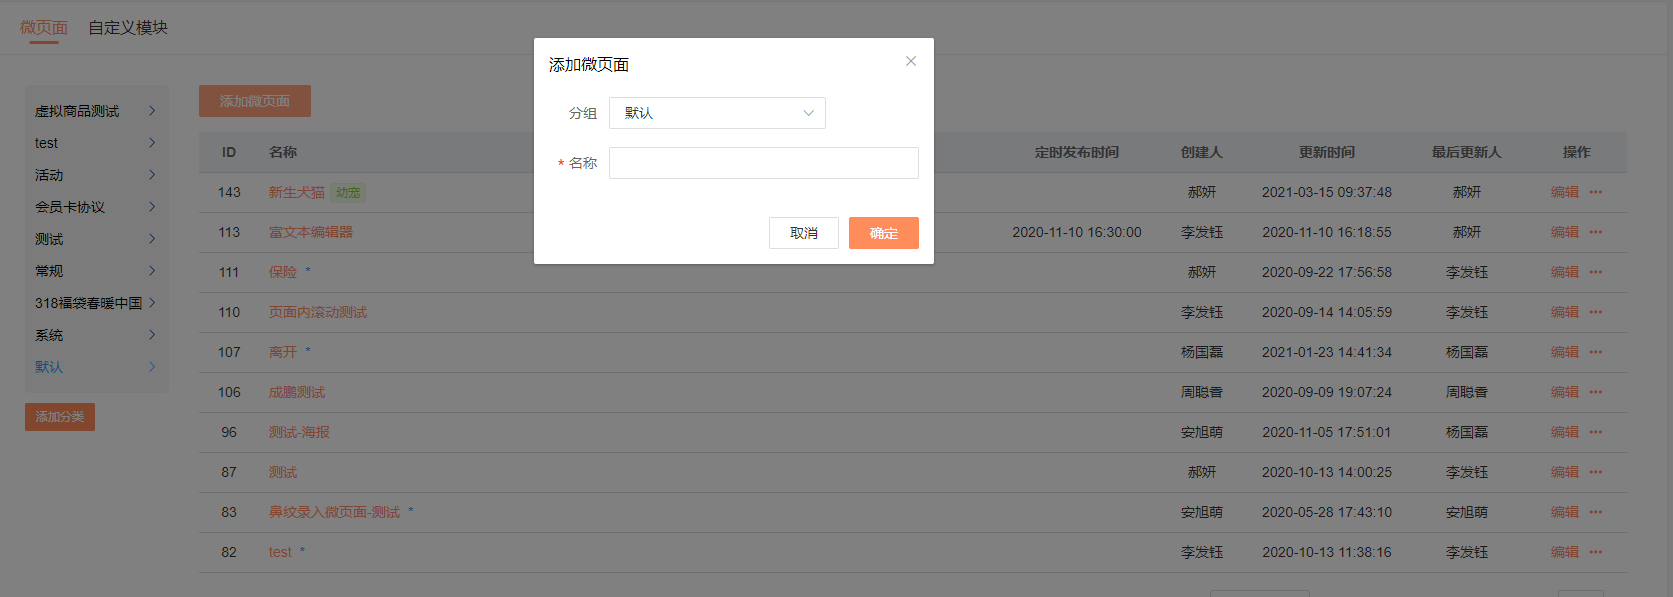 微页面 自定义模块
添加微页面
分组 默认
* 名称
取消 确定
虚拟商品测试
test
活动
会员卡协议
测试
常规
318福袋春暖中国
系统
默认
添加分类
添加微页面
ID 名称 定时发布时间 创建人 更新时间 最后更新人 操作
143 新生犬猫 幼宠 郝妍 2021-03-15 09:37:48 郝妍 编辑 •••
113 富文本编辑器 2020-11-10 16:30:00 李发钰 2020-11-10 16:18:55 郝妍 编辑 •••
111 保险 * 郝妍 2020-09-22 17:56:58 李发钰 编辑 •••
110 页面内滚动测试 李发钰 2020-09-14 14:05:59 李发钰 编辑 •••
107 离开 * 杨国磊 2021-01-23 14:41:34 杨国磊 编辑 •••
106 成鹏测试 周聪香 2020-09-09 19:07:24 周聪香 编辑 •••
96 测试-海报 安旭萌 2020-11-05 17:51:01 杨国磊 编辑 •••
87 测试 郝妍 2020-10-13 14:00:25 李发钰 编辑 •••
83 鼻纹录入微页面-测试 * 安旭萌 2020-05-28 17:43:10 安旭萌 编辑 •••
82 test * 李发钰 2020-10-13 11:38:16 李发钰 编辑 •••